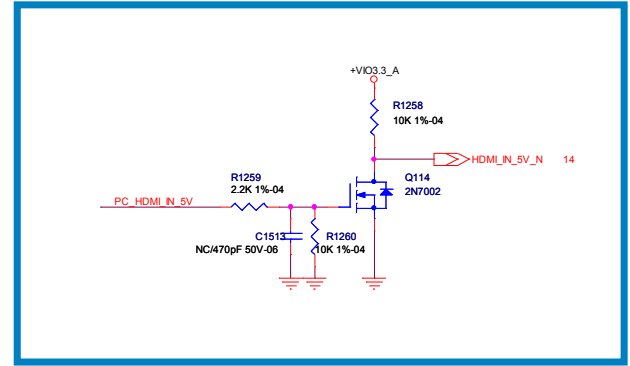 +VIO3.3_A
R1258
10K 1%-04
HDMI_IN_5V_N 14
R1259
2.2K 1%-04
Q114
2N7002
PC_HDMI_IN_5V
C1513
R1260
NC/470pF 50V-06
10K 1%-04